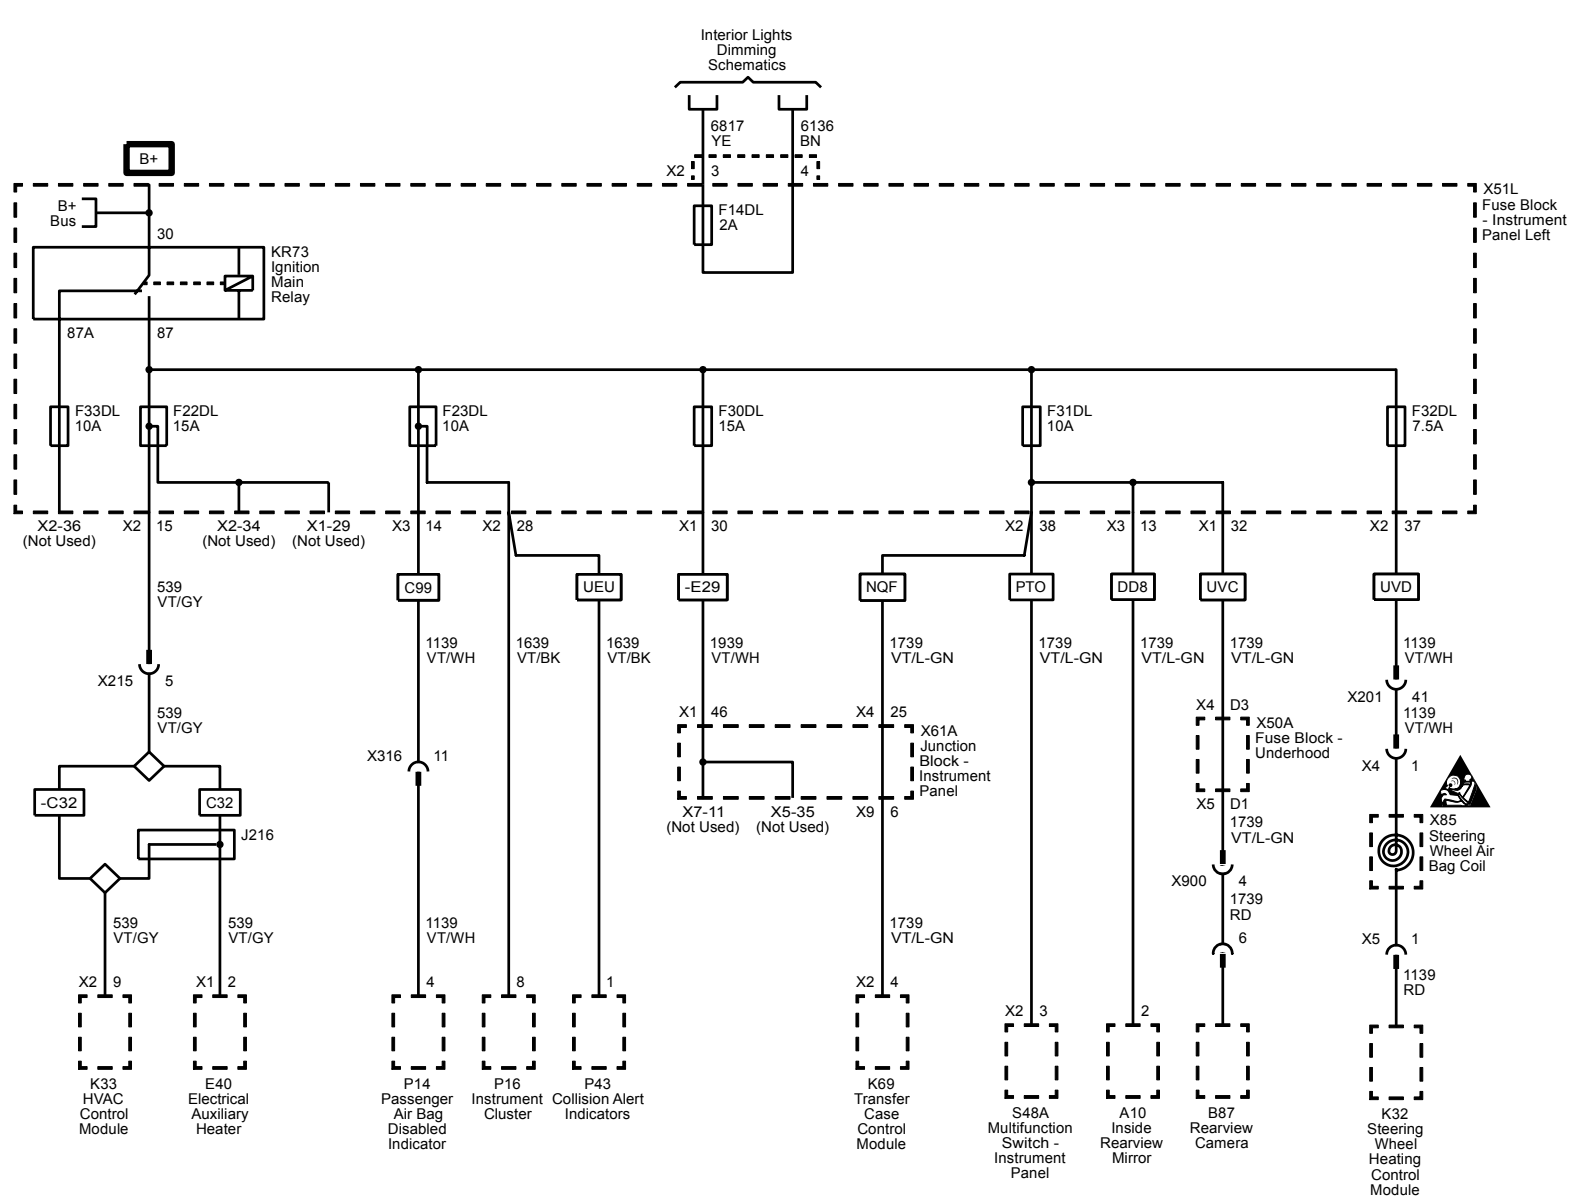 Interior Lights
Dimming
Schematics
6817
YE
6136
BN
B+
X2
3
4
X51L
Fuse Block
- Instrument
Panel Left
B+
Bus
F14DL
2A
30
KR73
Ignition
Main
Relay
87A
87
F33DL
10A
F22DL
15A
F23DL
10A
F30DL
15A
F31DL
10A
F32DL
7.5A
X2-36
(Not Used)
X2
15
X2-34
(Not Used)
X1-29
(Not Used)
X3
14
X2
28
X1
30
X2
38
X3
13
X1
32
X2
37
539
VT/GY
C99
UEU
-E29
NQF
PTO
DD8
UVC
UVD
1139
VT/WH
1639
VT/BK
1639
VT/BK
1939
VT/WH
1739
VT/L-GN
1739
VT/L-GN
1739
VT/L-GN
1739
VT/L-GN
1139
VT/WH
X215
5
X201
41
539
VT/GY
1139
VT/WH
X1
46
X4
25
X4
D3
X61A
Junction
Block -
Instrument
Panel
X50A
Fuse Block -
Underhood
X316
11
X4
1
-C32
C32
X7-11
(Not Used)
X5-35
(Not Used)
X9
6
X5
D1
J216
1739
VT/L-GN
X85
Steering
Wheel Air
Bag Coil
X900
4
1739
RD
539
VT/GY
539
VT/GY
1139
VT/WH
1739
VT/L-GN
6
X5
1
1139
RD
X2
9
X1
2
4
8
1
X2
4
X2
3
2
K33
HVAC
Control
Module
E40
Electrical
Auxiliary
Heater
P14
Passenger
Air Bag
Disabled
Indicator
P16
Instrument
Cluster
P43
Collision Alert
Indicators
K69
Transfer
Case
Control
Module
S48A
Multifunction
Switch -
Instrument
Panel
A10
Inside
Rearview
Mirror
B87
Rearview
Camera
K32
Steering
Wheel
Heating
Control
Module